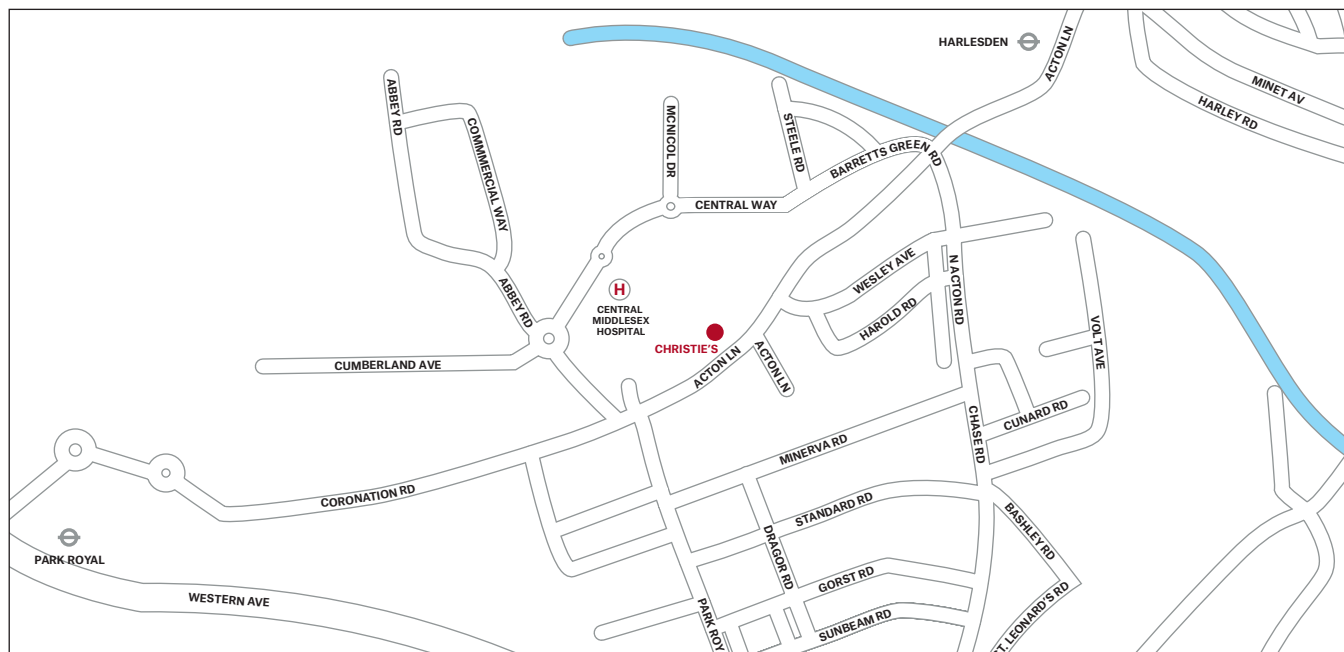 HARLESDEN
ACTON LN
MINET AV
HARLEY RD
ABBEY RD
COMMMERCIAL WAY
MCNICOL DR
STEELE RD
BARRETTS GREEN RD
CENTRAL WAY
WESLEY AVE
N ACTON RD
HAROLD RD
VOLT AVE
ABBEY RD
H
CENTRAL
MIDDLESEX
HOSPITAL
CHRISTIE'S
ACTON LN
ACTON LN
CUMBERLAND AVE
CUNARD RD
CHASE RD
MINERVA RD
CORONATION RD
STANDARD RD
BASHLEY RD
DRAGOR RD
PARK ROYAL
GORST RD
WESTERN AVE
PARK ROY
SUNBEAM RD
ST. LEONARD'S RD